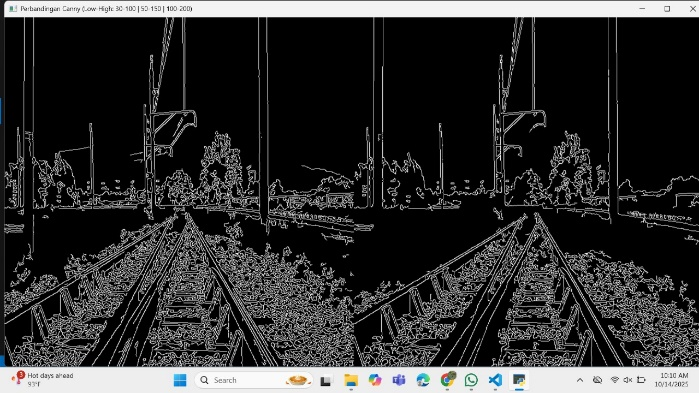 Perbandingan Canny (Low-High: 30-100 | 50-150 | 100-200)
3
Hot days ahead
93°F
Search
10:10 AM
10/14/2025